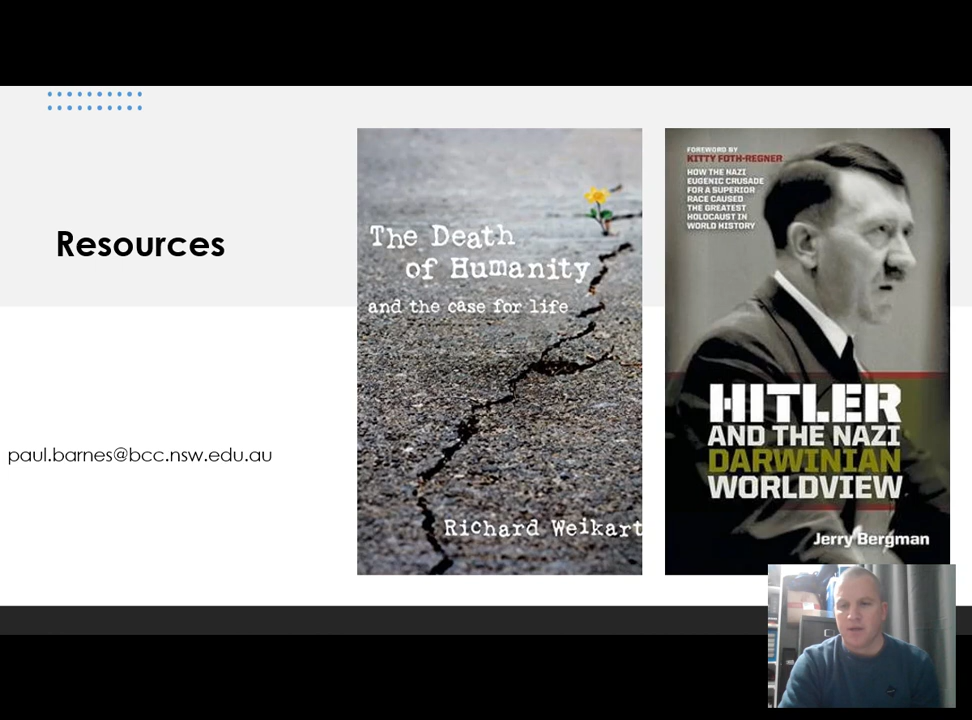 Resources
paul.barnes@bcc.nsw.edu.au
The Death
of Humanity
and the case for life
Richard Weikart
FOREWORD BY
KITTY FOTH-REGNER
HOW THE NAZI
EUGENIC CRUSADE
FOR A SUPERIOR
RACE CAUSED
THE GREATEST
HOLOCAUST IN
WORLD HISTORY
HITLER
AND THE NAZI
DARWINIAN
WORLDVIEW
Jerry Bergman